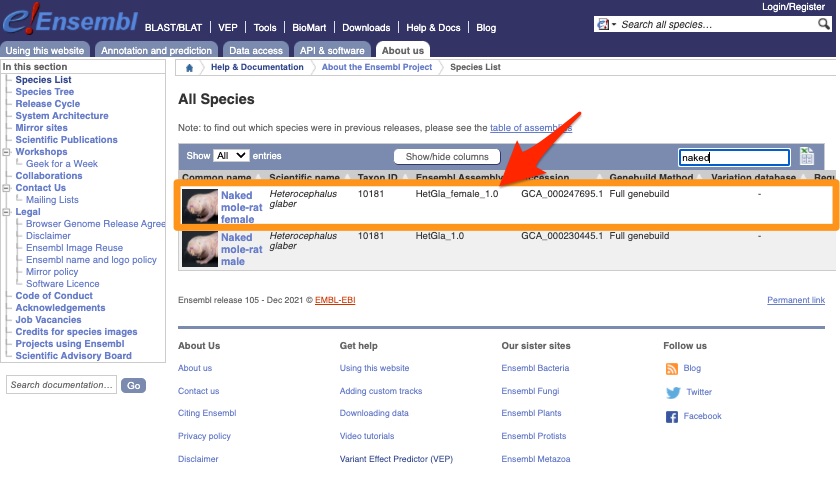 e!Ensembl
BLAST/BLAT | VEP | Tools | BioMart | Downloads | Help & Docs | Blog
Login/Register
Search all species…
Using this website
Annotation and prediction
Data access
API & software
About us
In this section
Species List
Species Tree
Release Cycle
System Architecture
Mirror sites
Scientific Publications
Workshops
Geek for a Week
Collaborations
Contact Us
Mailing Lists
Legal
Browser Genome Release Agree
Disclaimer
Ensembl Image Reuse
Ensembl name and logo policy
Mirror policy
Software Licence
Code of Conduct
Acknowledgements
Job Vacancies
Credits for species images
Projects using Ensembl
Scientific Advisory Board
Search documentation…
Go
Help & Documentation
About the Ensembl Project
Species List
All Species
Note: to find out which species were in previous releases, please see the table of assemblies
Show All entries
Show/hide columns
naked
Common name Scientific name Taxon ID Ensembl Assembly ccession Genebuild Method Variation database Regu
Naked Heterocephalus 10181 HetGla_female_1.0 GCA_000247695.1 Full genebuild -
mole-rat glaber
female
Naked Heterocephalus 10181 HetGla_1.0 GCA_000230445.1 Full genebuild -
mole-rat glaber
male
Ensembl release 105 - Dec 2021 © EMBL-EBI
Permanent link
About Us
About us
Contact us
Citing Ensembl
Privacy policy
Disclaimer
Get help
Using this website
Adding custom tracks
Downloading data
Video tutorials
Variant Effect Predictor (VEP)
Our sister sites
Ensembl Bacteria
Ensembl Fungi
Ensembl Plants
Ensembl Protists
Ensembl Metazoa
Follow us
Blog
Twitter
Facebook